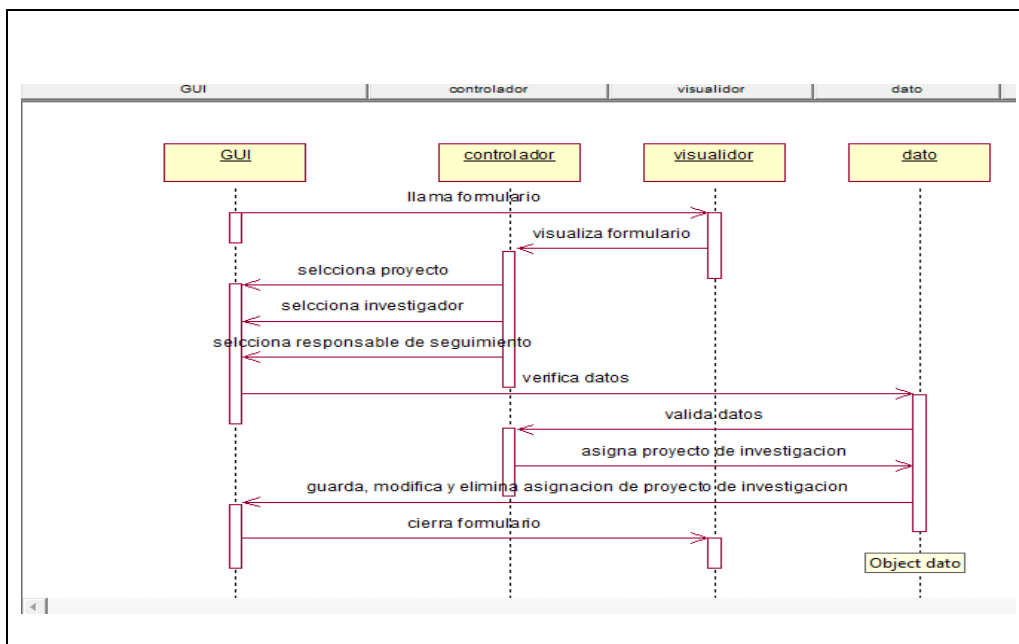 GUI controlador visualidor dato
GUI controlador visualidor dato
llama formulario
visualiza formulario
selcciona proyecto
selcciona investigador
selcciona responsable de seguimiento
verifica datos
valida datos
asigna proyecto de investigacion
guarda, modifica y elimina asignacion de proyecto de investigacion
cierra formulario
Object dato